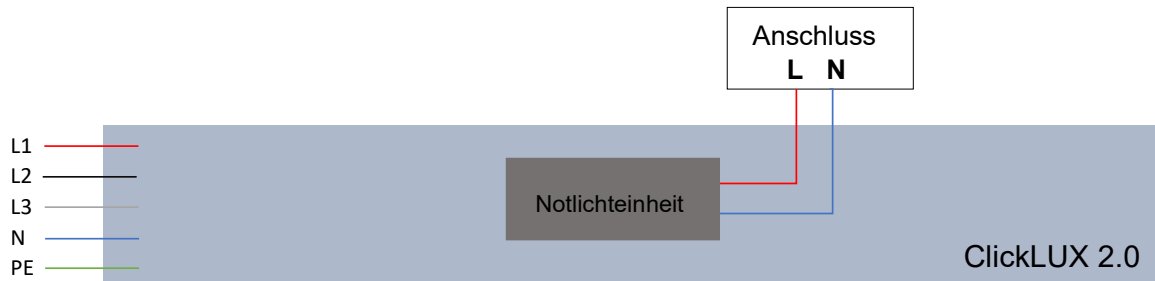 Anschluss
L N
L1
L2
L3
N
PE
Notlichteinheit
ClickLUX 2.0